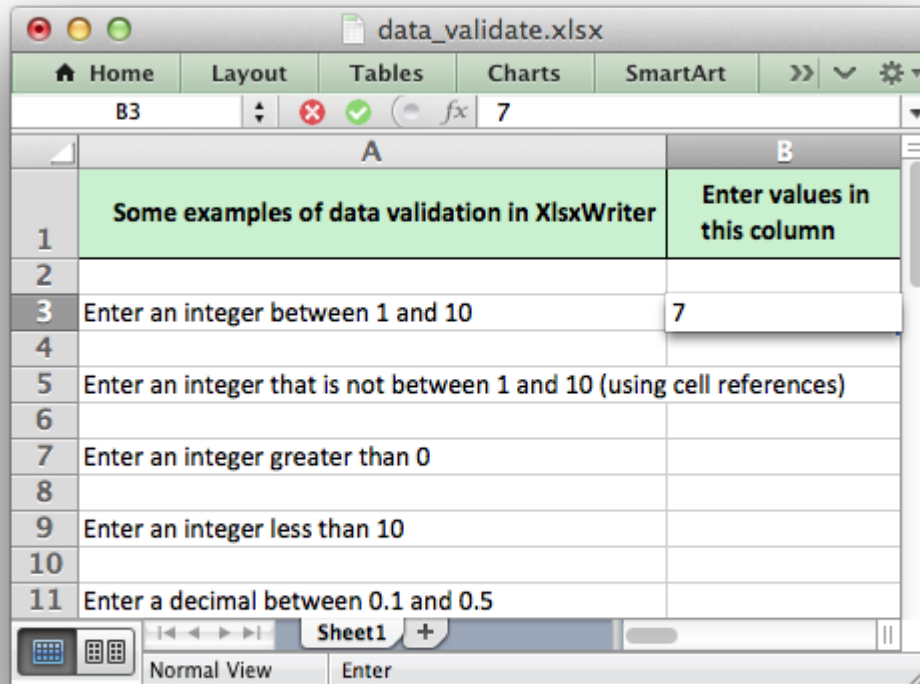 data_validate.xlsx
Home Layout Tables Charts SmartArt
B3 fx 7
A B
1 Some examples of data validation in XlsxWriter Enter values in
this column
2
3 Enter an integer between 1 and 10 7
4
5 Enter an integer that is not between 1 and 10 (using cell references)
6
7 Enter an integer greater than 0
8
9 Enter an integer less than 10
10
11 Enter a decimal between 0.1 and 0.5
Sheet1 +
Normal View Enter